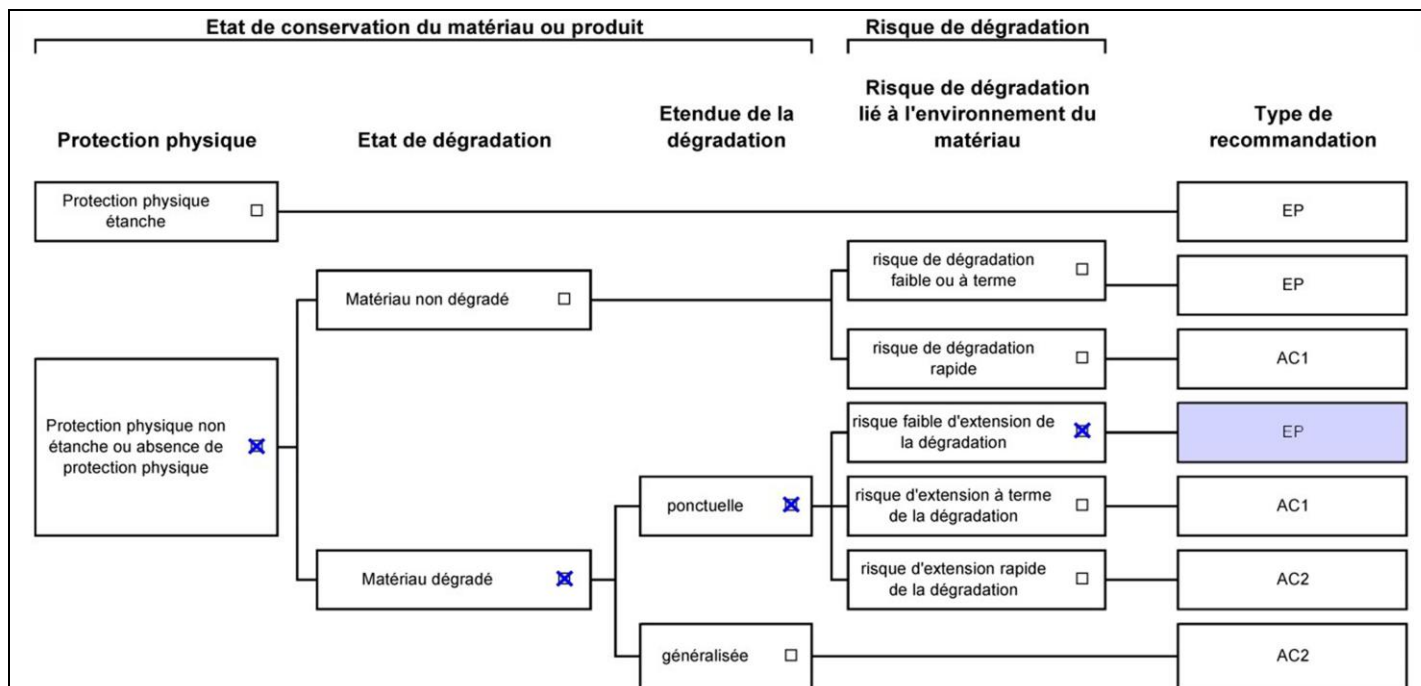 Etat de conservation du matériau ou produit
Risque de dégradation
Protection physique
Etat de dégradation
Etendue de la
dégradation
Risque de dégradation
lié à l'environnement du
matériau
Type de
recommandation
Protection physique
étanche
EP
Matériau non dégradé
risque de dégradation
faible ou à terme
EP
risque de dégradation
rapide
AC1
Protection physique non
étanche ou absence de
protection physique
risque faible d'extension de
la dégradation
EP
ponctuelle
risque d'extension à terme
de la dégradation
AC1
Matériau dégradé
risque d'extension rapide
de la dégradation
AC2
généralisée
AC2